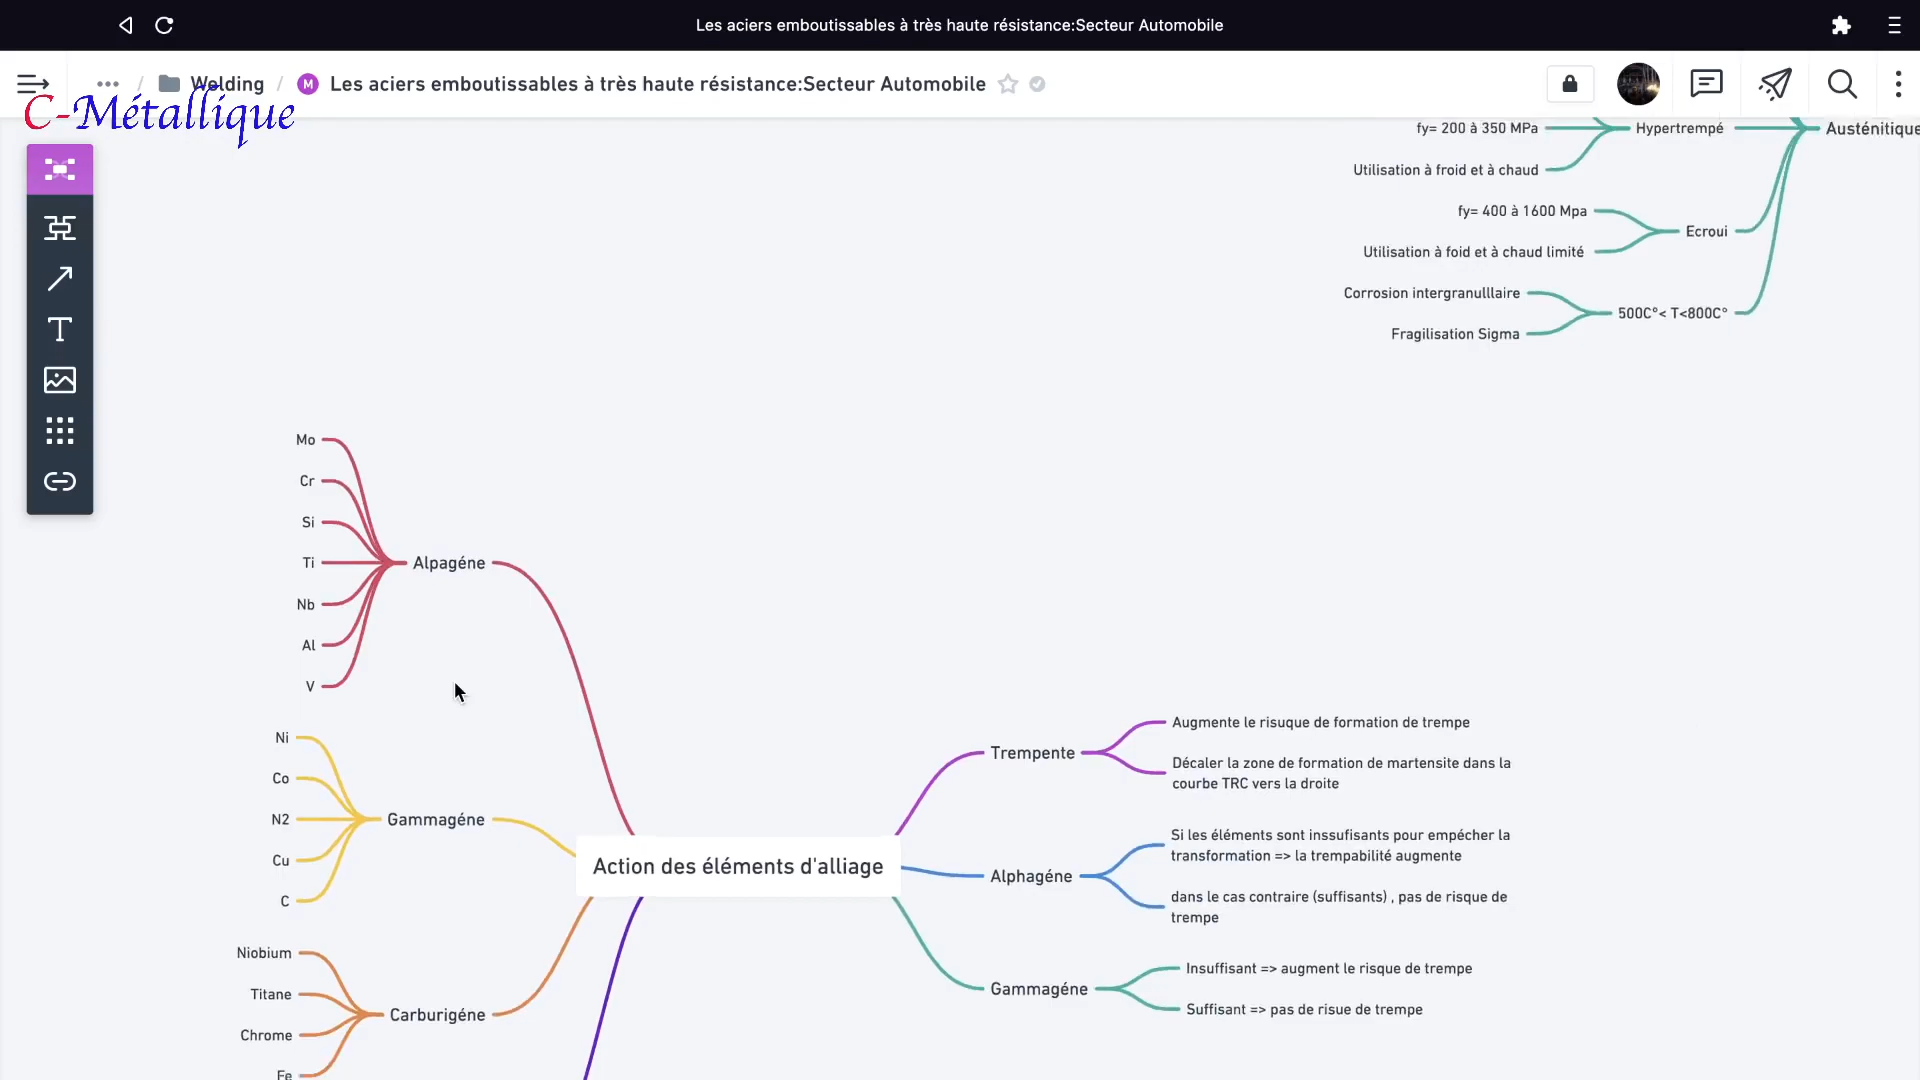 Les aciers emboutissables à très haute résistance:Secteur Automobile
Welding
M
Les aciers emboutissables à très haute résistance:Secteur Automobile
C-Métallique
fy= 200 à 350 MPa
Hypertrempé
Austénitique
Utilisation à froid et à chaud
fy= 400 à 1600 Mpa
Ecroui
Utilisation à foid et à chaud limité
Corrosion intergranulllaire
500C°< T<800C°
Fragilisation Sigma
Mo
Cr
Si
Ti
Nb
Al
V
Alpagéne
Ni
Co
N2
Cu
C
Gammagéne
Niobium
Titane
Chrome
Fe
Carburigéne
Action des éléments d'alliage
Trempente
Augmente le risuque de formation de trempe
Décaler la zone de formation de martensite dans la
courbe TRC vers la droite
Alphagéne
Si les éléments sont inssufisants pour empécher la
transformation => la trempabilité augmente
dans le cas contraire (suffisants) , pas de risque de
trempe
Gammagéne
Insuffisant => augment le risque de trempe
Suffisant => pas de risue de trempe